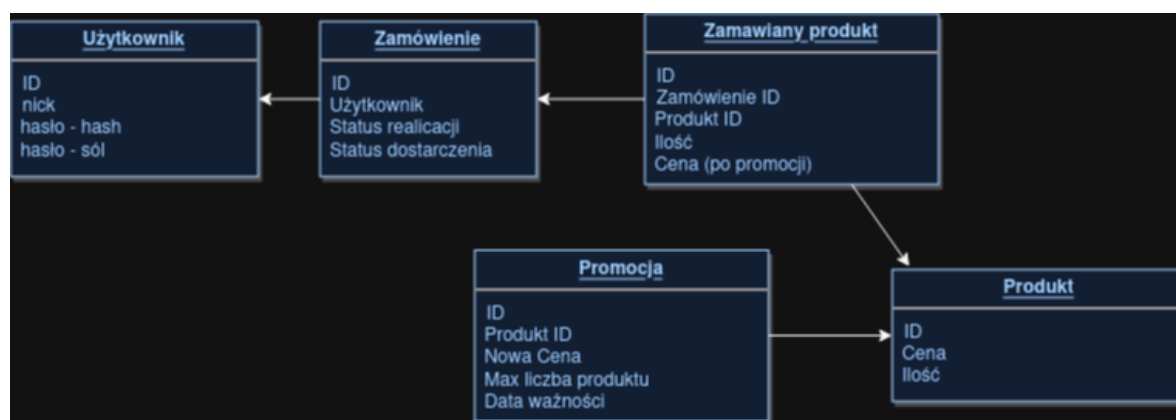 Użytkownik
ID
nick
hasło - hash
hasło - sól
Zamówienie
ID
Użytkownik
Status realicacji
Status dostarczenia
Zamawiany produkt
ID
Zamówienie ID
Produkt ID
Ilość
Cena (po promocji)
Promocja
ID
Produkt ID
Nowa Cena
Max liczba produktu
Data ważności
Produkt
ID
Cena
Ilość